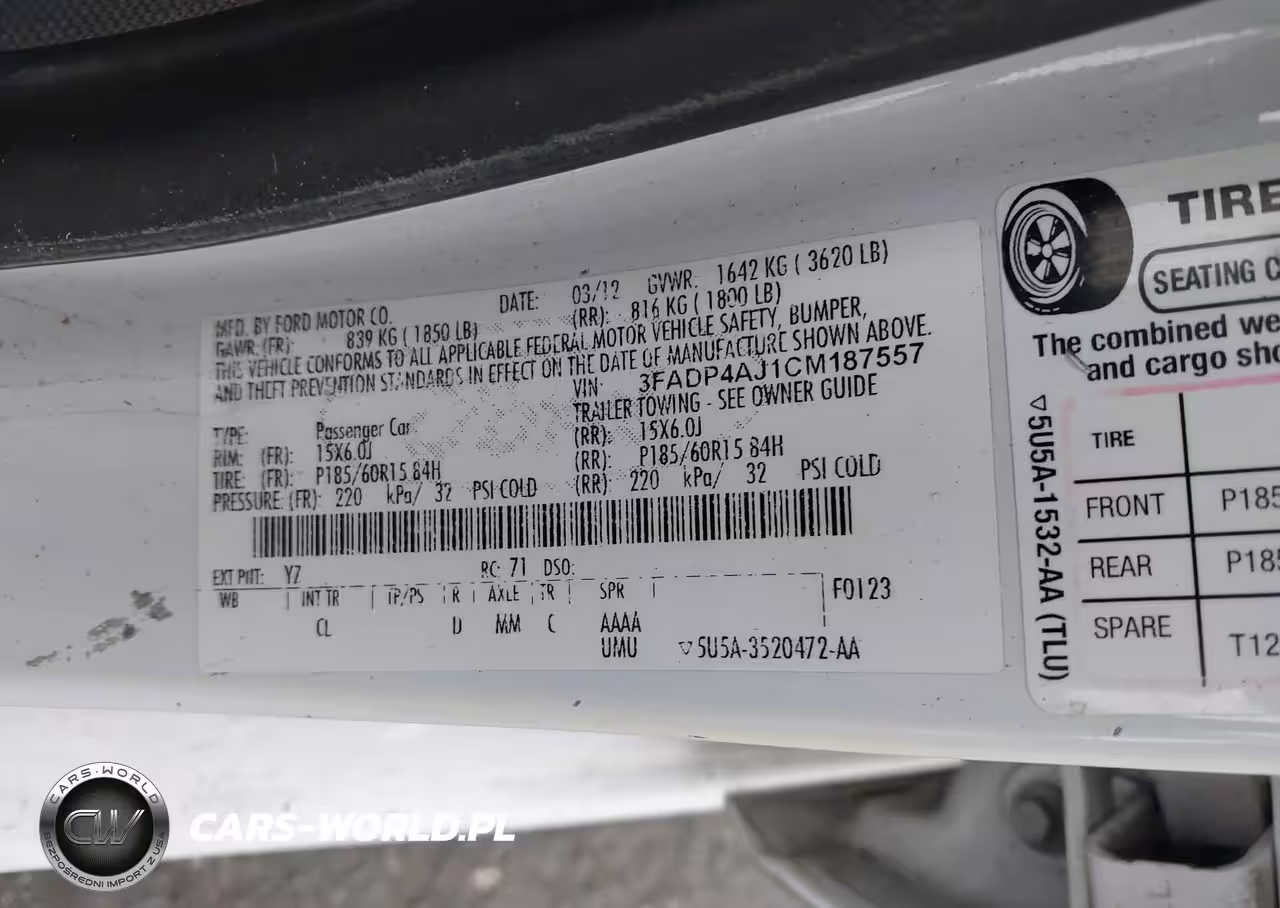 MFD. BY FORD MOTOR CO. DATE: 03/12 GVWR: 1642 KG ( 3620 LB)
GAWR: (FR): 839 KG ( 1850 LB) (RR): 816 KG ( 1800 LB)
THIS VEHICLE CONFORMS TO ALL APPLICABLE FEDERAL MOTOR VEHICLE SAFETY, BUMPER,
AND THEFT PREVENTION STANDARDS IN EFFECT ON THE DATE OF MANUFACTURE SHOWN ABOVE.
VIN: 3FADP4AJ1CM187557
TYPE: Passenger Car TRAILER TOWING - SEE OWNER GUIDE
RIM: (FR): 15X6.0J (RR): 15X6.0J
TIRE: (FR): P185/60R15 84H (RR): P185/60R15 84H
PRESSURE: (FR): 220 kPa/ 32 PSI COLD (RR): 220 kPa/ 32 PSI COLD
EXT PNT: YZ RC: 71 DSO:
WB INT TR TP/PS R AXLE TR SPR F0123
CL D MM C AAAA
UMU ▽5U5A-3520472-AA
TIRE
SEATING C
The combined we
and cargo sho
▽5U5A-1532-AA (TLU)
TIRE
FRONT P185
REAR P185
SPARE T12
CARS-WORLD
CW
BEZPOŚREDNI IMPORT Z USA
CARS-WORLD.PL